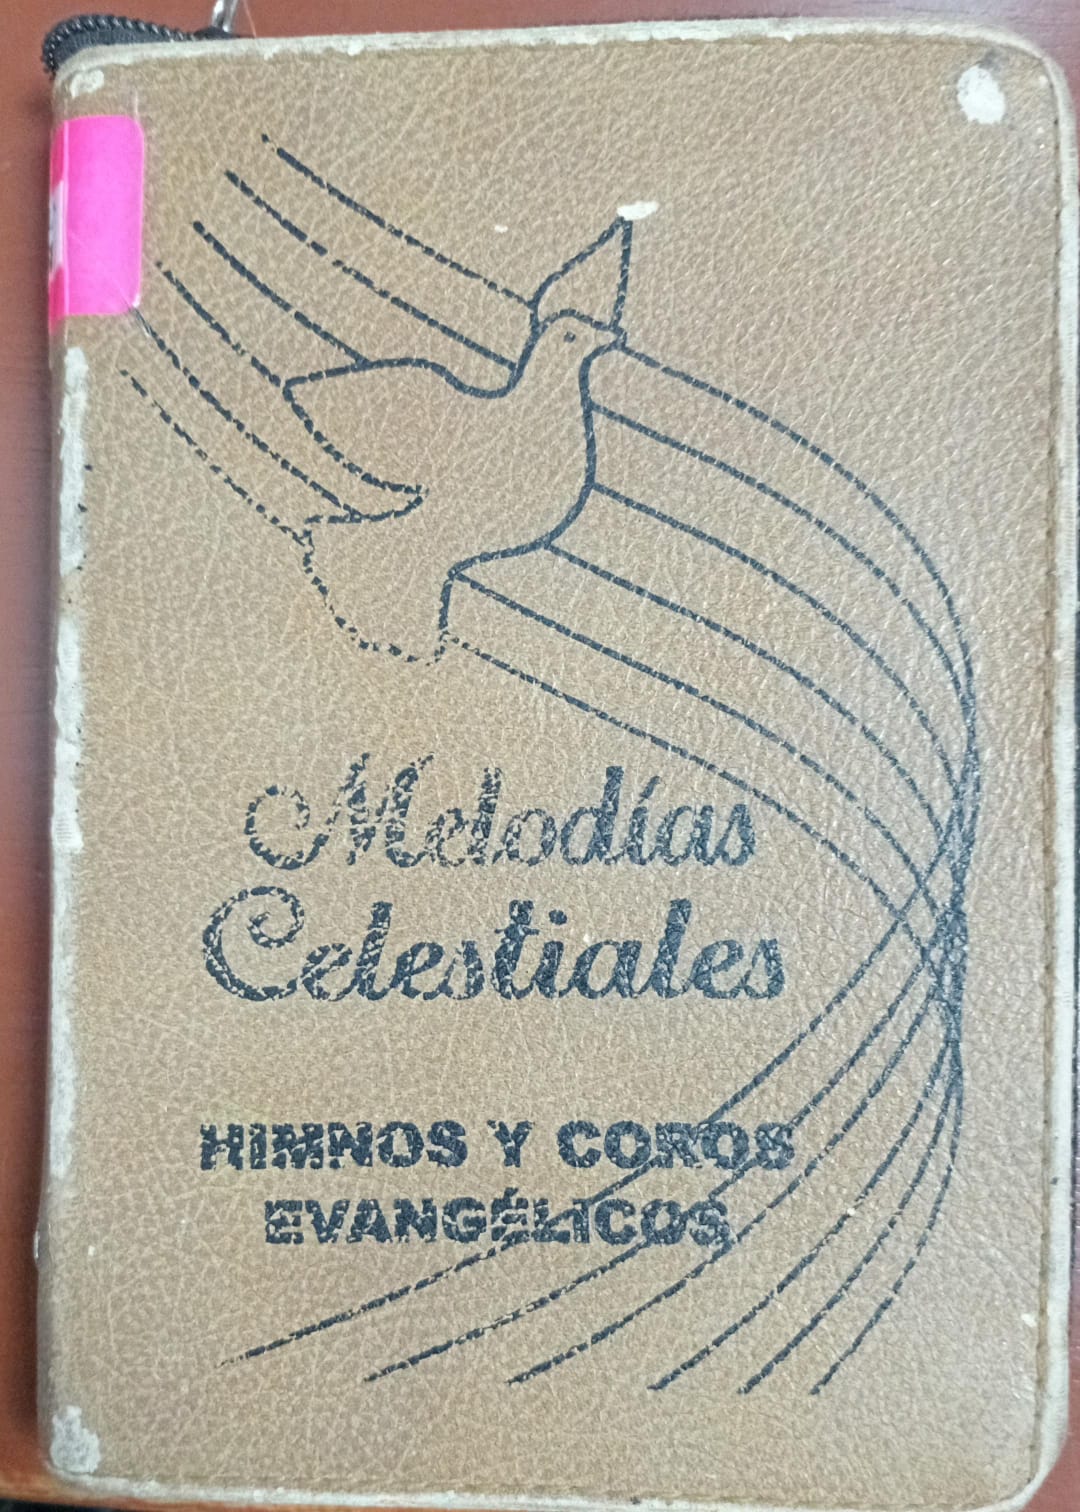 Melodías
Celestiales
HIMNOS Y COROS
EVANGÉLICOS